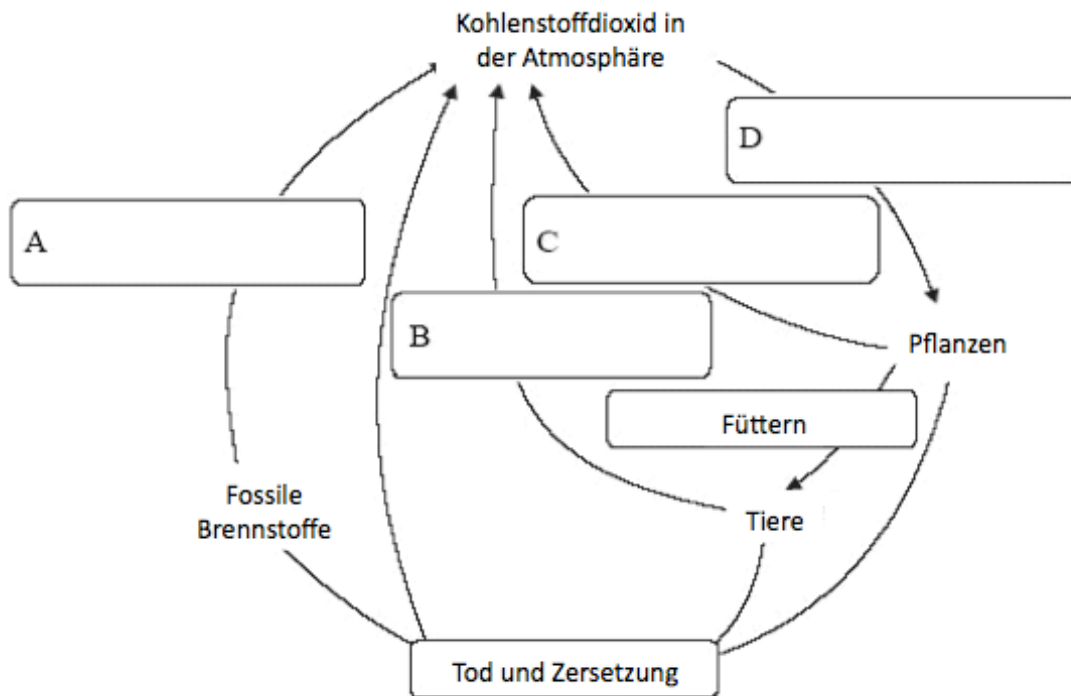 Kohlenstoffdioxid in
der Atmosphäre
D
A
C
B
Pflanzen
Füttern
Fossile
Brennstoffe
Tiere
Tod und Zersetzung